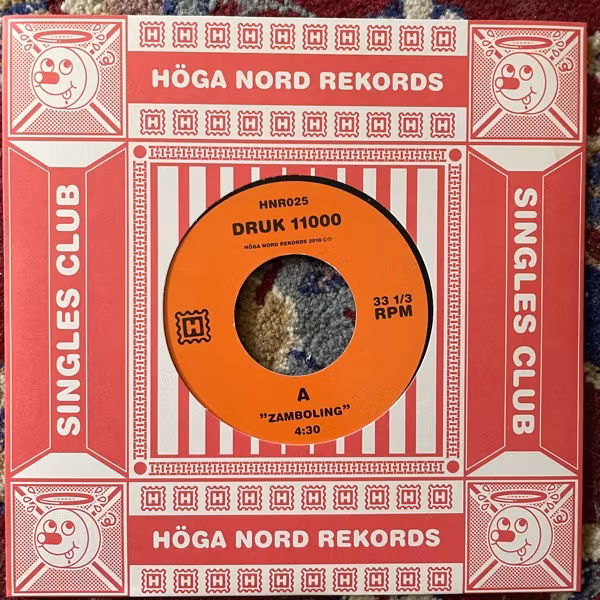 H H H H H H H H H H
HÖGA NORD REKORDS
H H H H H H H H H H
SINGLES CLUB
HNR025
DRUK 11000
HÖGA NORD REKORDS 2018 ©℗
H
33 1/3
RPM
A
"ZAMBOLING"
4:30
SINGLES CLUB
H H H H H H H H H H
HÖGA NORD REKORDS
H H H H H H H H H H